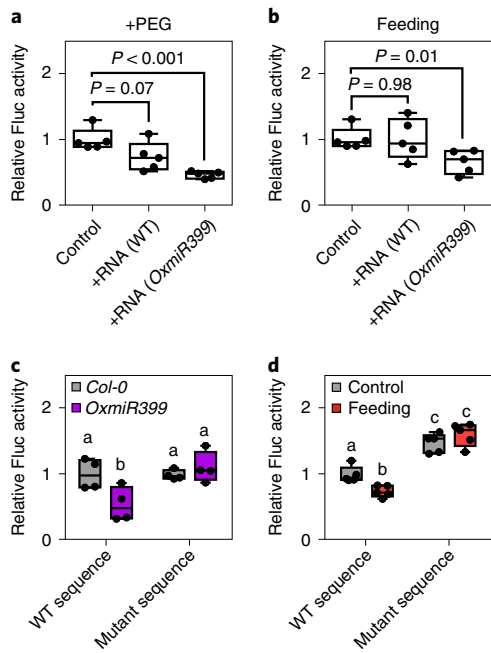 a
+PEG
Relative Fluc activity
2
1
0
P < 0.001
P = 0.07
Control
+RNA (WT)
+RNA (OxmiR399)
b
Feeding
Relative Fluc activity
2
1
0
P = 0.01
P = 0.98
Control
+RNA (WT)
+RNA (OxmiR399)
c
Relative Fluc activity
2
1
0
Col-0
OxmiR399
a
b
a a
WT sequence
Mutant sequence
d
Relative Fluc activity
2
1
0
Control
Feeding
a
b
c c
WT sequence
Mutant sequence